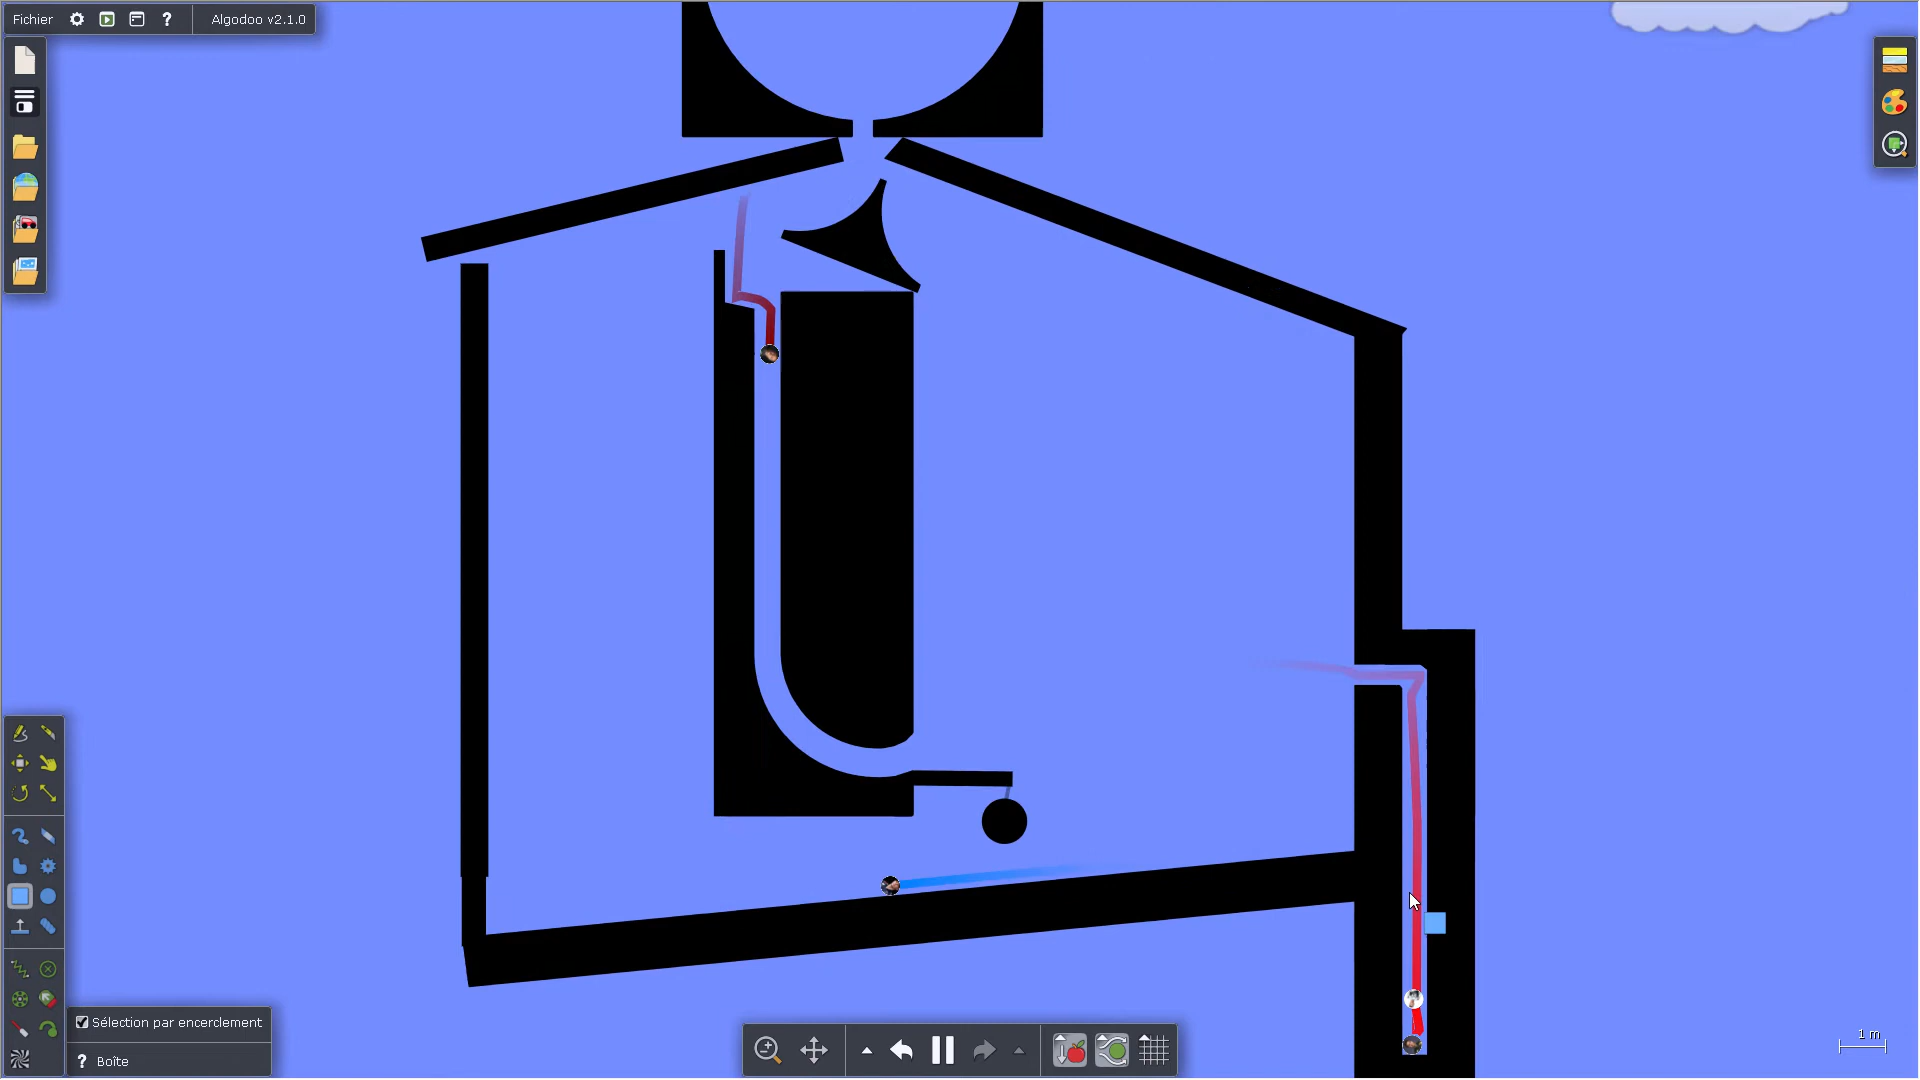 Fichier ? Algodoo v2.1.0
Sélection par encerclement
? Boîte
1 m